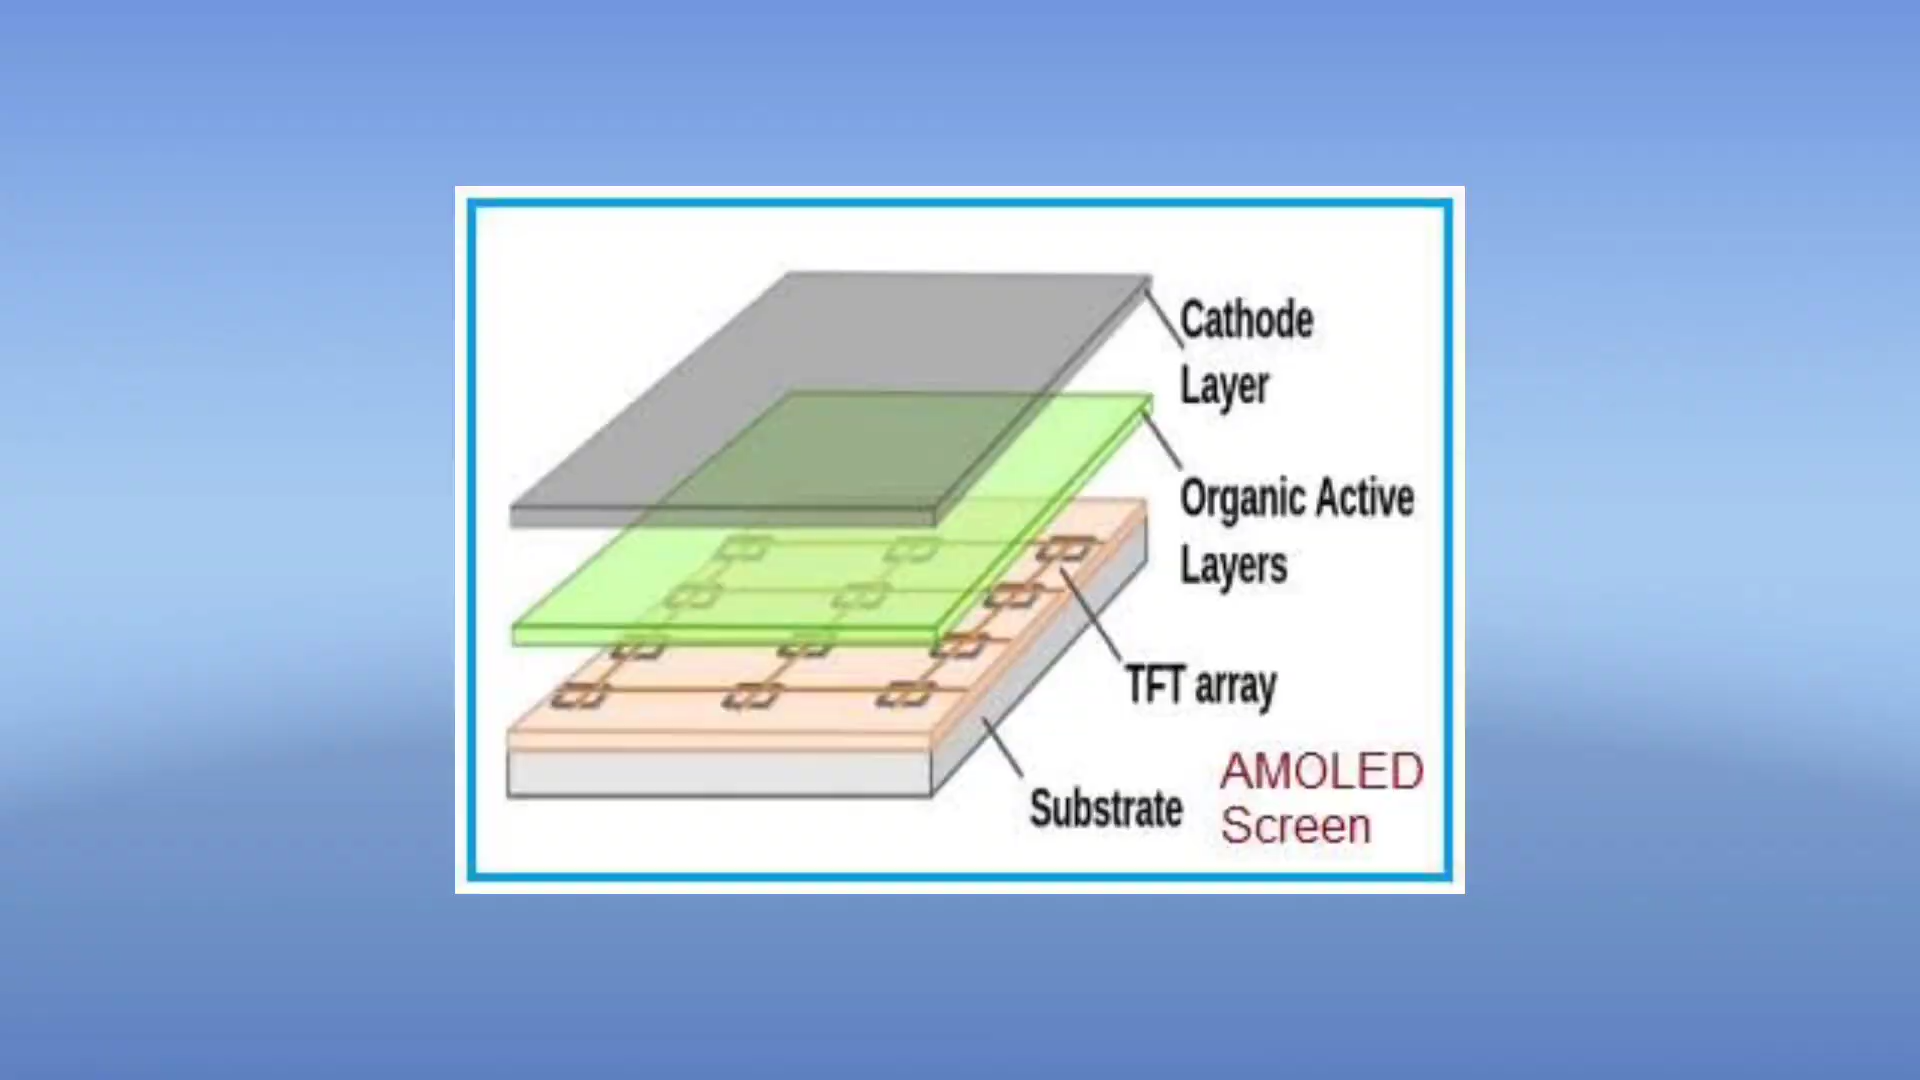 Cathode
Layer
Organic Active
Layers
TFT array
Substrate
AMOLED
Screen